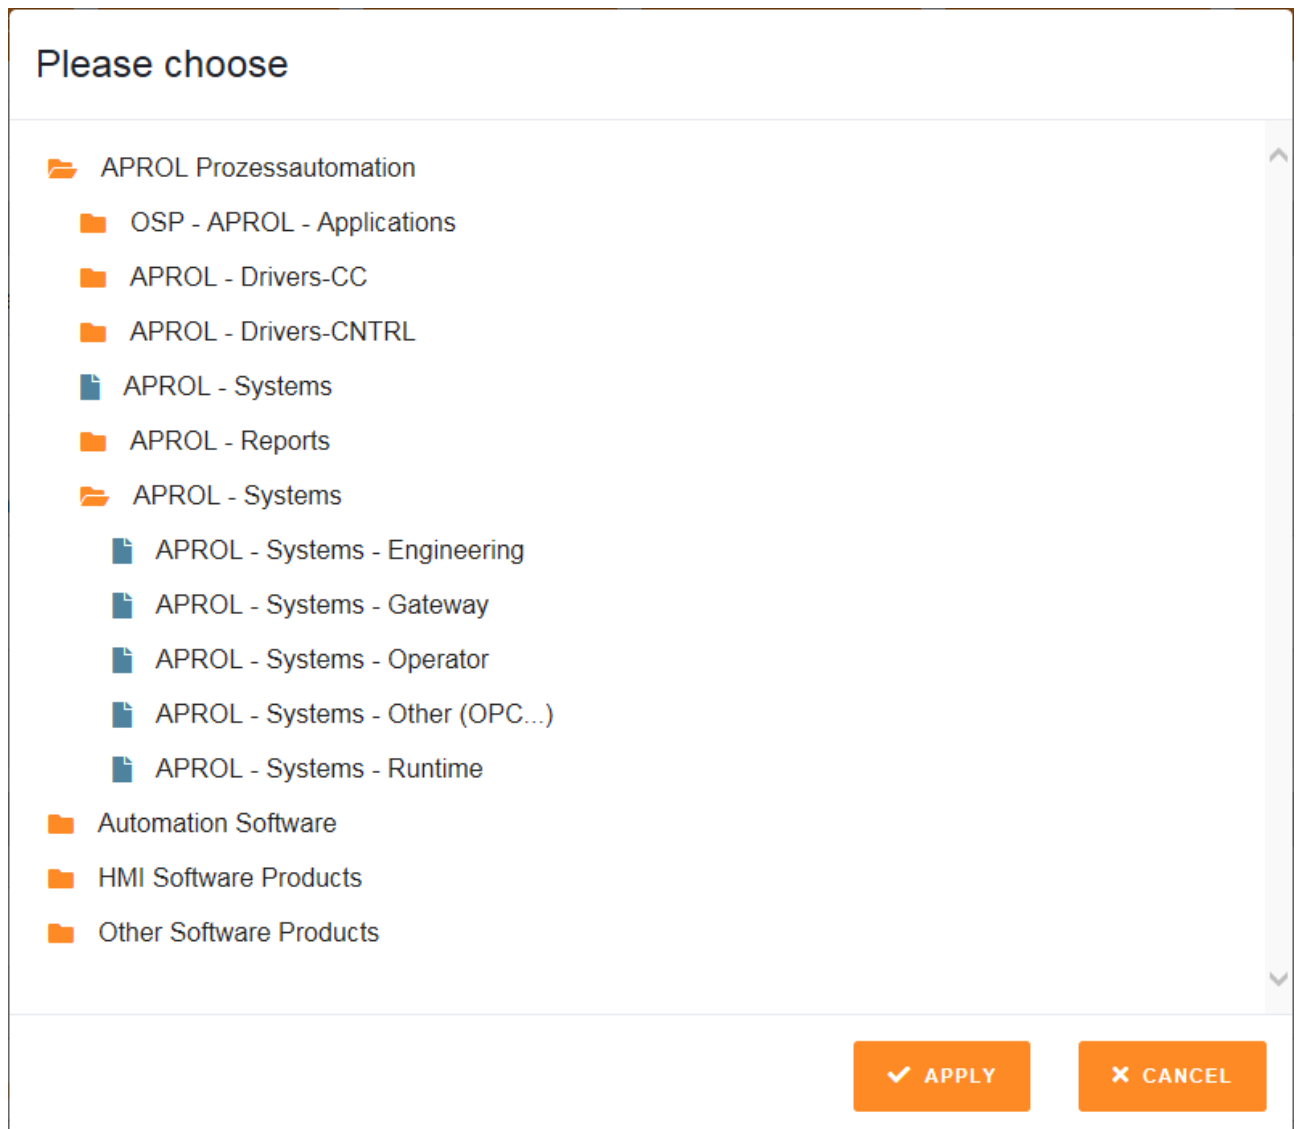 Please choose
APROL Prozessautomation
OSP - APROL - Applications
APROL - Drivers-CC
APROL - Drivers-CNTRL
APROL - Systems
APROL - Reports
APROL - Systems
APROL - Systems - Engineering
APROL - Systems - Gateway
APROL - Systems - Operator
APROL - Systems - Other (OPC...)
APROL - Systems - Runtime
Automation Software
HMI Software Products
Other Software Products
APPLY CANCEL